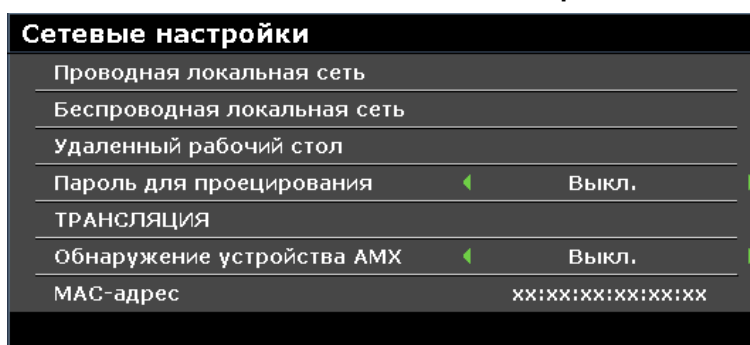 Сетевые настройки
Проводная локальная сеть
Беспроводная локальная сеть
Удаленный рабочий стол
Пароль для проецирования Выкл.
ТРАНСЛЯЦИЯ
Обнаружение устройства AMX Выкл.
MAC-адрес xx:xx:xx:xx:xx:xx